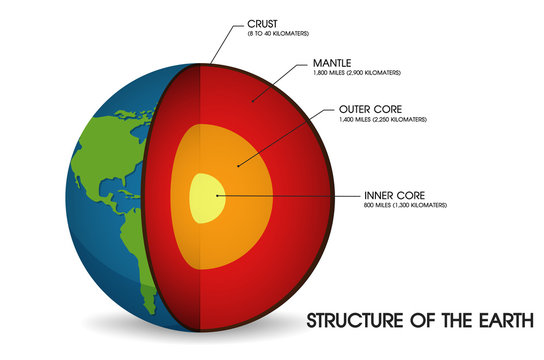 CRUST
(8 TO 40 KILOMATERS)
MANTLE
1,800 MILES (2,900 KILOMATERS)
OUTER CORE
1,400 MILES (2,250 KILOMATERS)
INNER CORE
800 MILES (1,300 KILOMATERS)
STRUCTURE OF THE EARTH